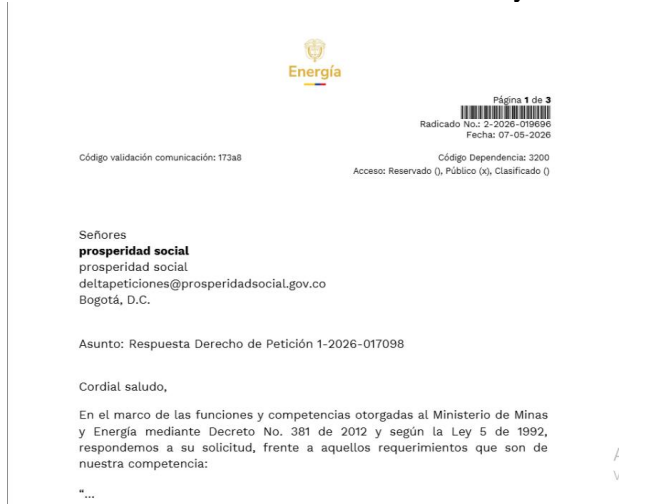 Energía
Página 1 de 3
Radicado No.: 2-2026-019696
Fecha: 07-05-2026
Código validación comunicación: 173a8
Código Dependencia: 3200
Acceso: Reservado (), Público (x), Clasificado ()
Señores
prosperidad social
prosperidad social
deltapeticiones@prosperidadsocial.gov.co
Bogotá, D.C.
Asunto: Respuesta Derecho de Petición 1-2026-017098
Cordial saludo,
En el marco de las funciones y competencias otorgadas al Ministerio de Minas
y Energía mediante Decreto No. 381 de 2012 y según la Ley 5 de 1992,
respondemos a su solicitud, frente a aquellos requerimientos que son de
nuestra competencia:
“...